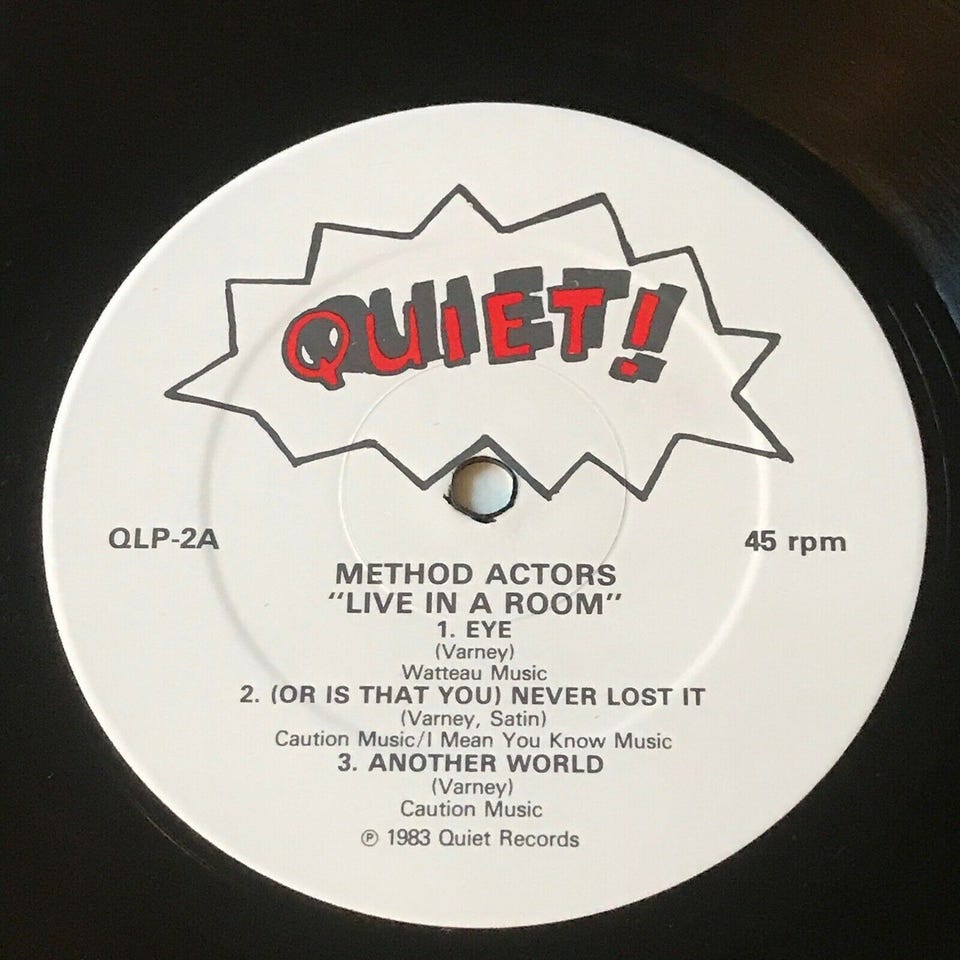 QUIET!
QLP-2A
45 rpm
METHOD ACTORS
"LIVE IN A ROOM"
1. EYE
(Varney)
Watteau Music
2. (OR IS THAT YOU) NEVER LOST IT
(Varney, Satin)
Caution Music/I Mean You Know Music
3. ANOTHER WORLD
(Varney)
Caution Music
℗ 1983 Quiet Records